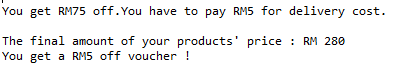 You get RM75 off.You have to pay RM5 for delivery cost.
The final amount of your products' price : RM 280
You get a RM5 off voucher !